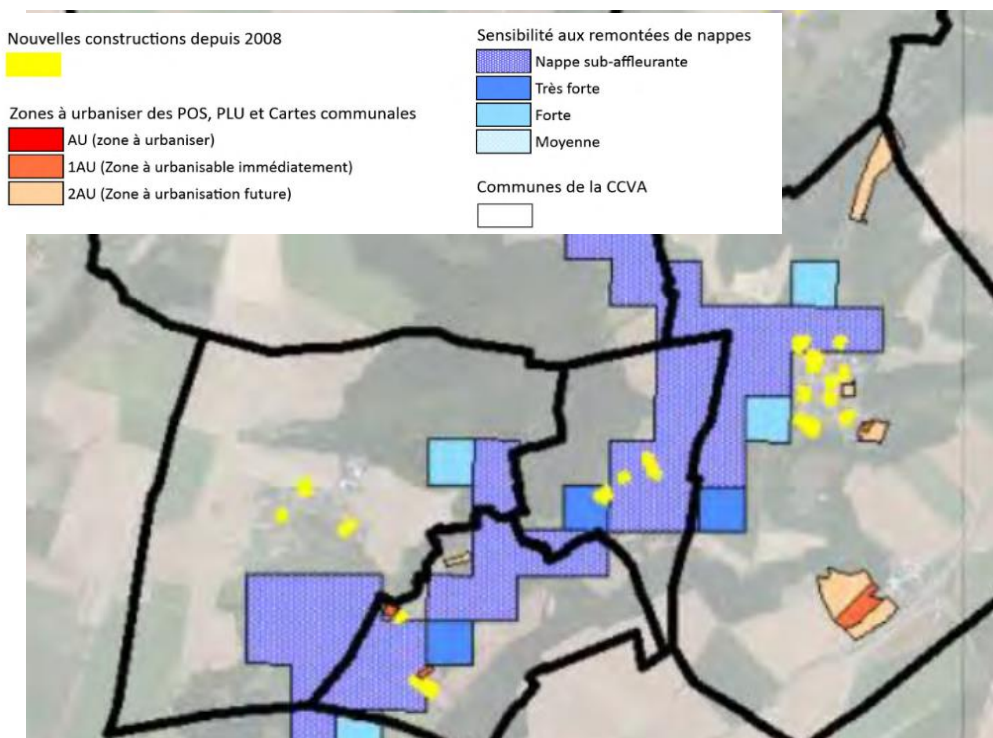 Nouvelles constructions depuis 2008
Zones à urbaniser des POS, PLU et Cartes communales
AU (zone à urbaniser)
1AU (Zone à urbanisable immédiatement)
2AU (Zone à urbanisation future)
Sensibilité aux remontées de nappes
Nappe sub-affleurante
Très forte
Forte
Moyenne
Communes de la CCVA